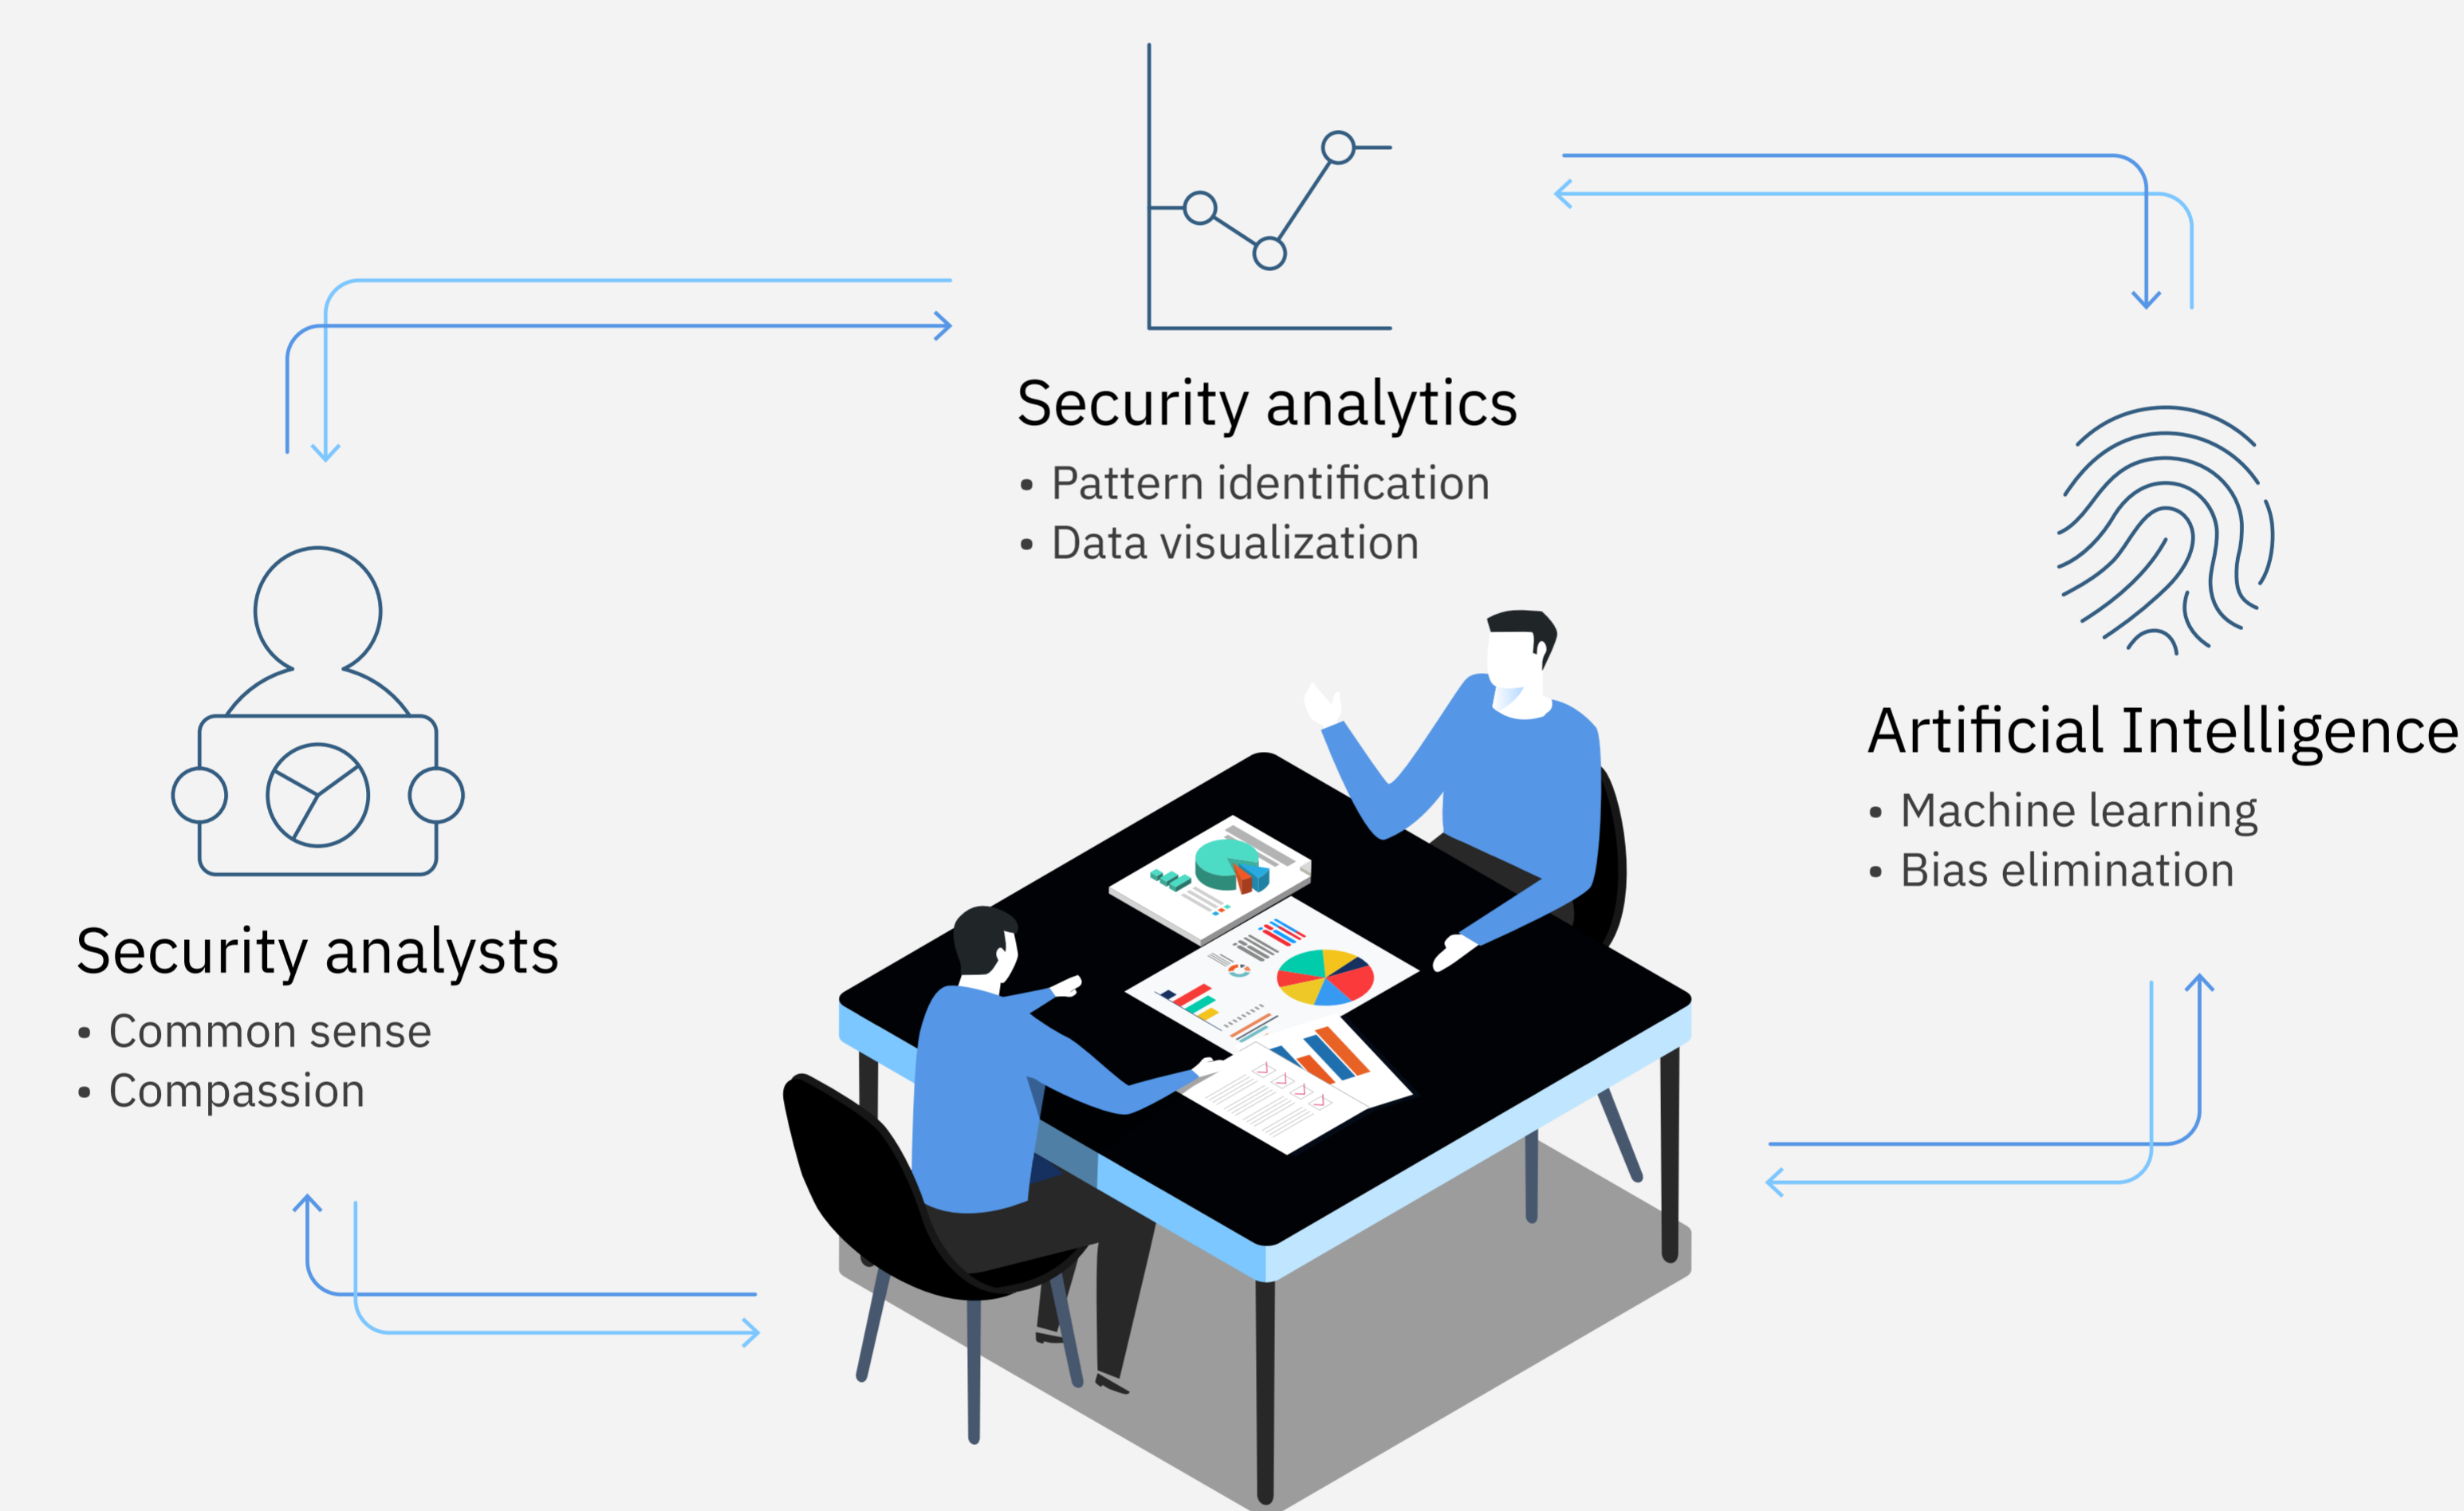 Security analytics
• Pattern identification
• Data visualization
Artificial Intelligence
• Machine learning
• Bias elimination
Security analysts
• Common sense
• Compassion